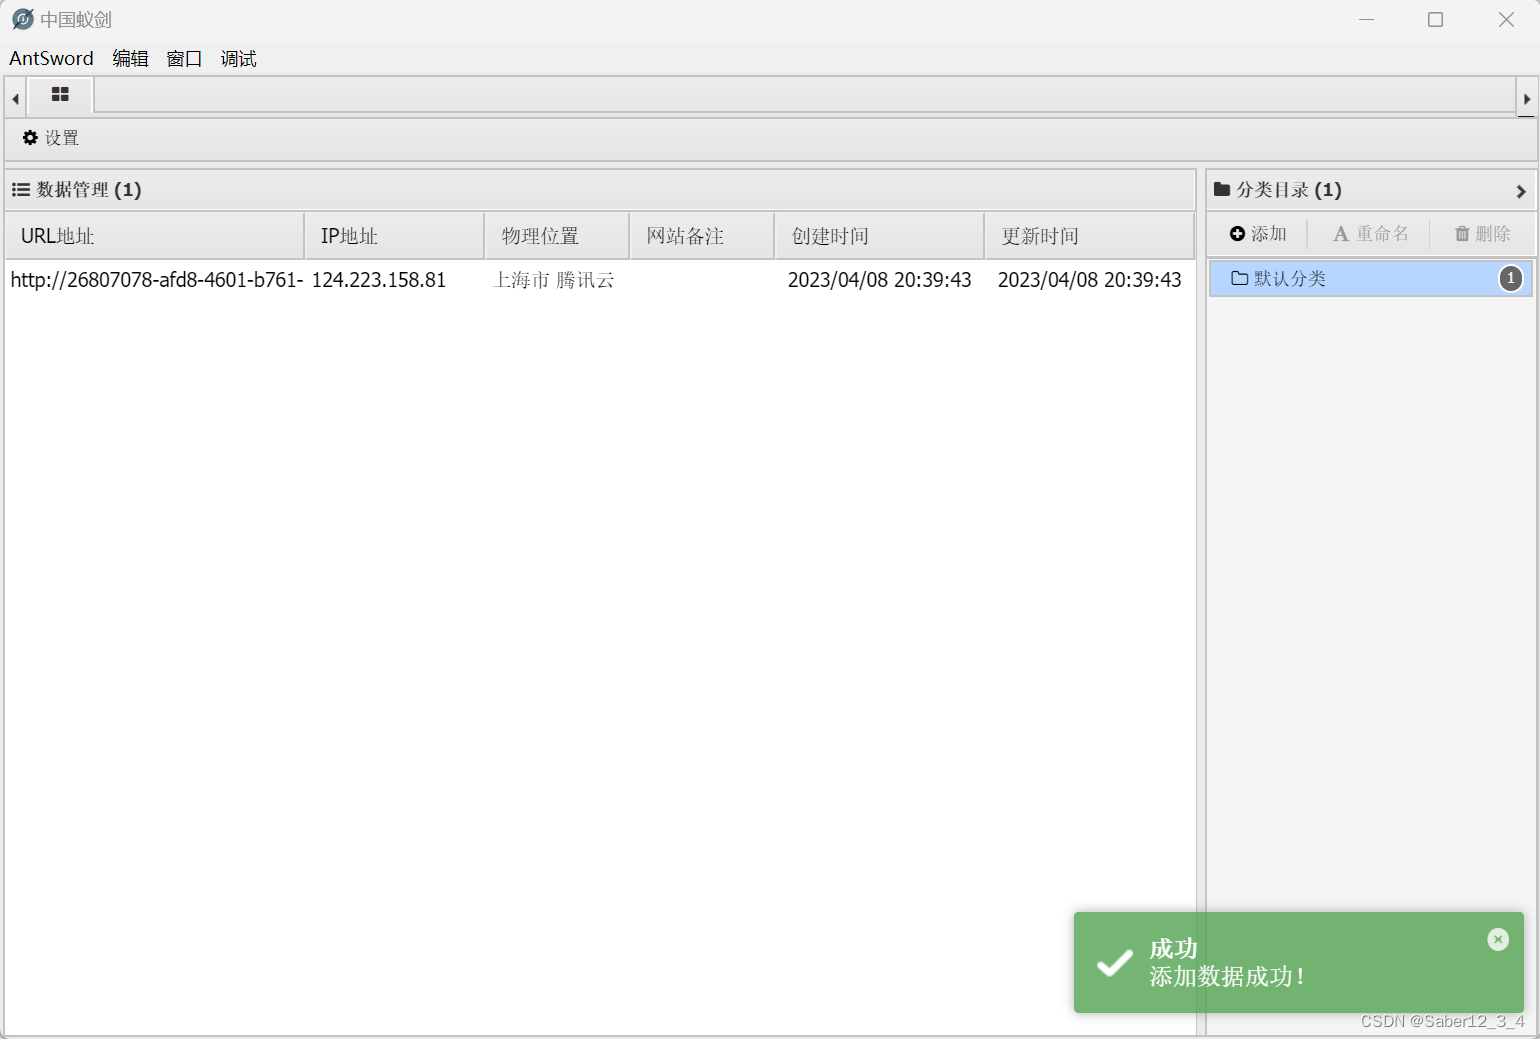 中国蚁剑
AntSword 编辑 窗口 调试
设置
数据管理 (1)
分类目录 (1)
URL地址 IP地址 物理位置 网站备注 创建时间 更新时间
添加 重命名 删除
http://26807078-afd8-4601-b761- 124.223.158.81 上海市 腾讯云 2023/04/08 20:39:43 2023/04/08 20:39:43
默认分类 1
成功
添加数据成功!
CSDN @Saber12_3_4